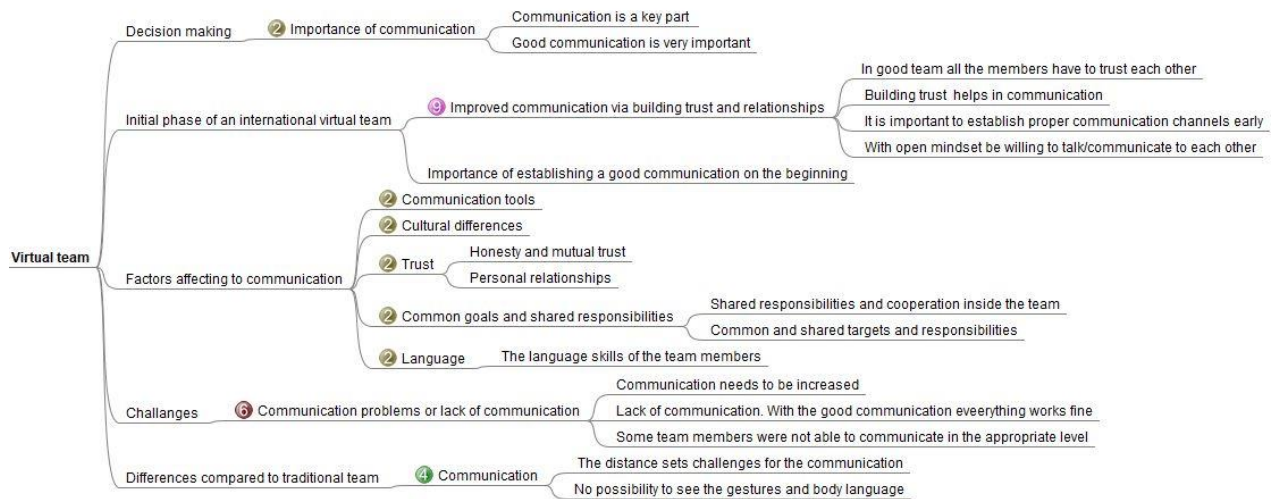 Virtual team
Decision making
2 Importance of communication
Communication is a key part
Good communication is very important
Initial phase of an international virtual team
9 Improved communication via building trust and relationships
In good team all the members have to trust each other
Building trust helps in communication
It is important to establish proper communication channels early
With open mindset be willing to talk/communicate to each other
Importance of establishing a good communication on the beginning
Factors affecting to communication
2 Communication tools
2 Cultural differences
2 Trust
Honesty and mutual trust
Personal relationships
2 Common goals and shared responsibilities
Shared responsibilities and cooperation inside the team
Common and shared targets and responsibilities
2 Language
The language skills of the team members
Challanges
6 Communication problems or lack of communication
Communication needs to be increased
Lack of communication. With the good communication eveerything works fine
Some team members were not able to communicate in the appropriate level
Differences compared to traditional team
4 Communication
The distance sets challenges for the communication
No possibility to see the gestures and body language